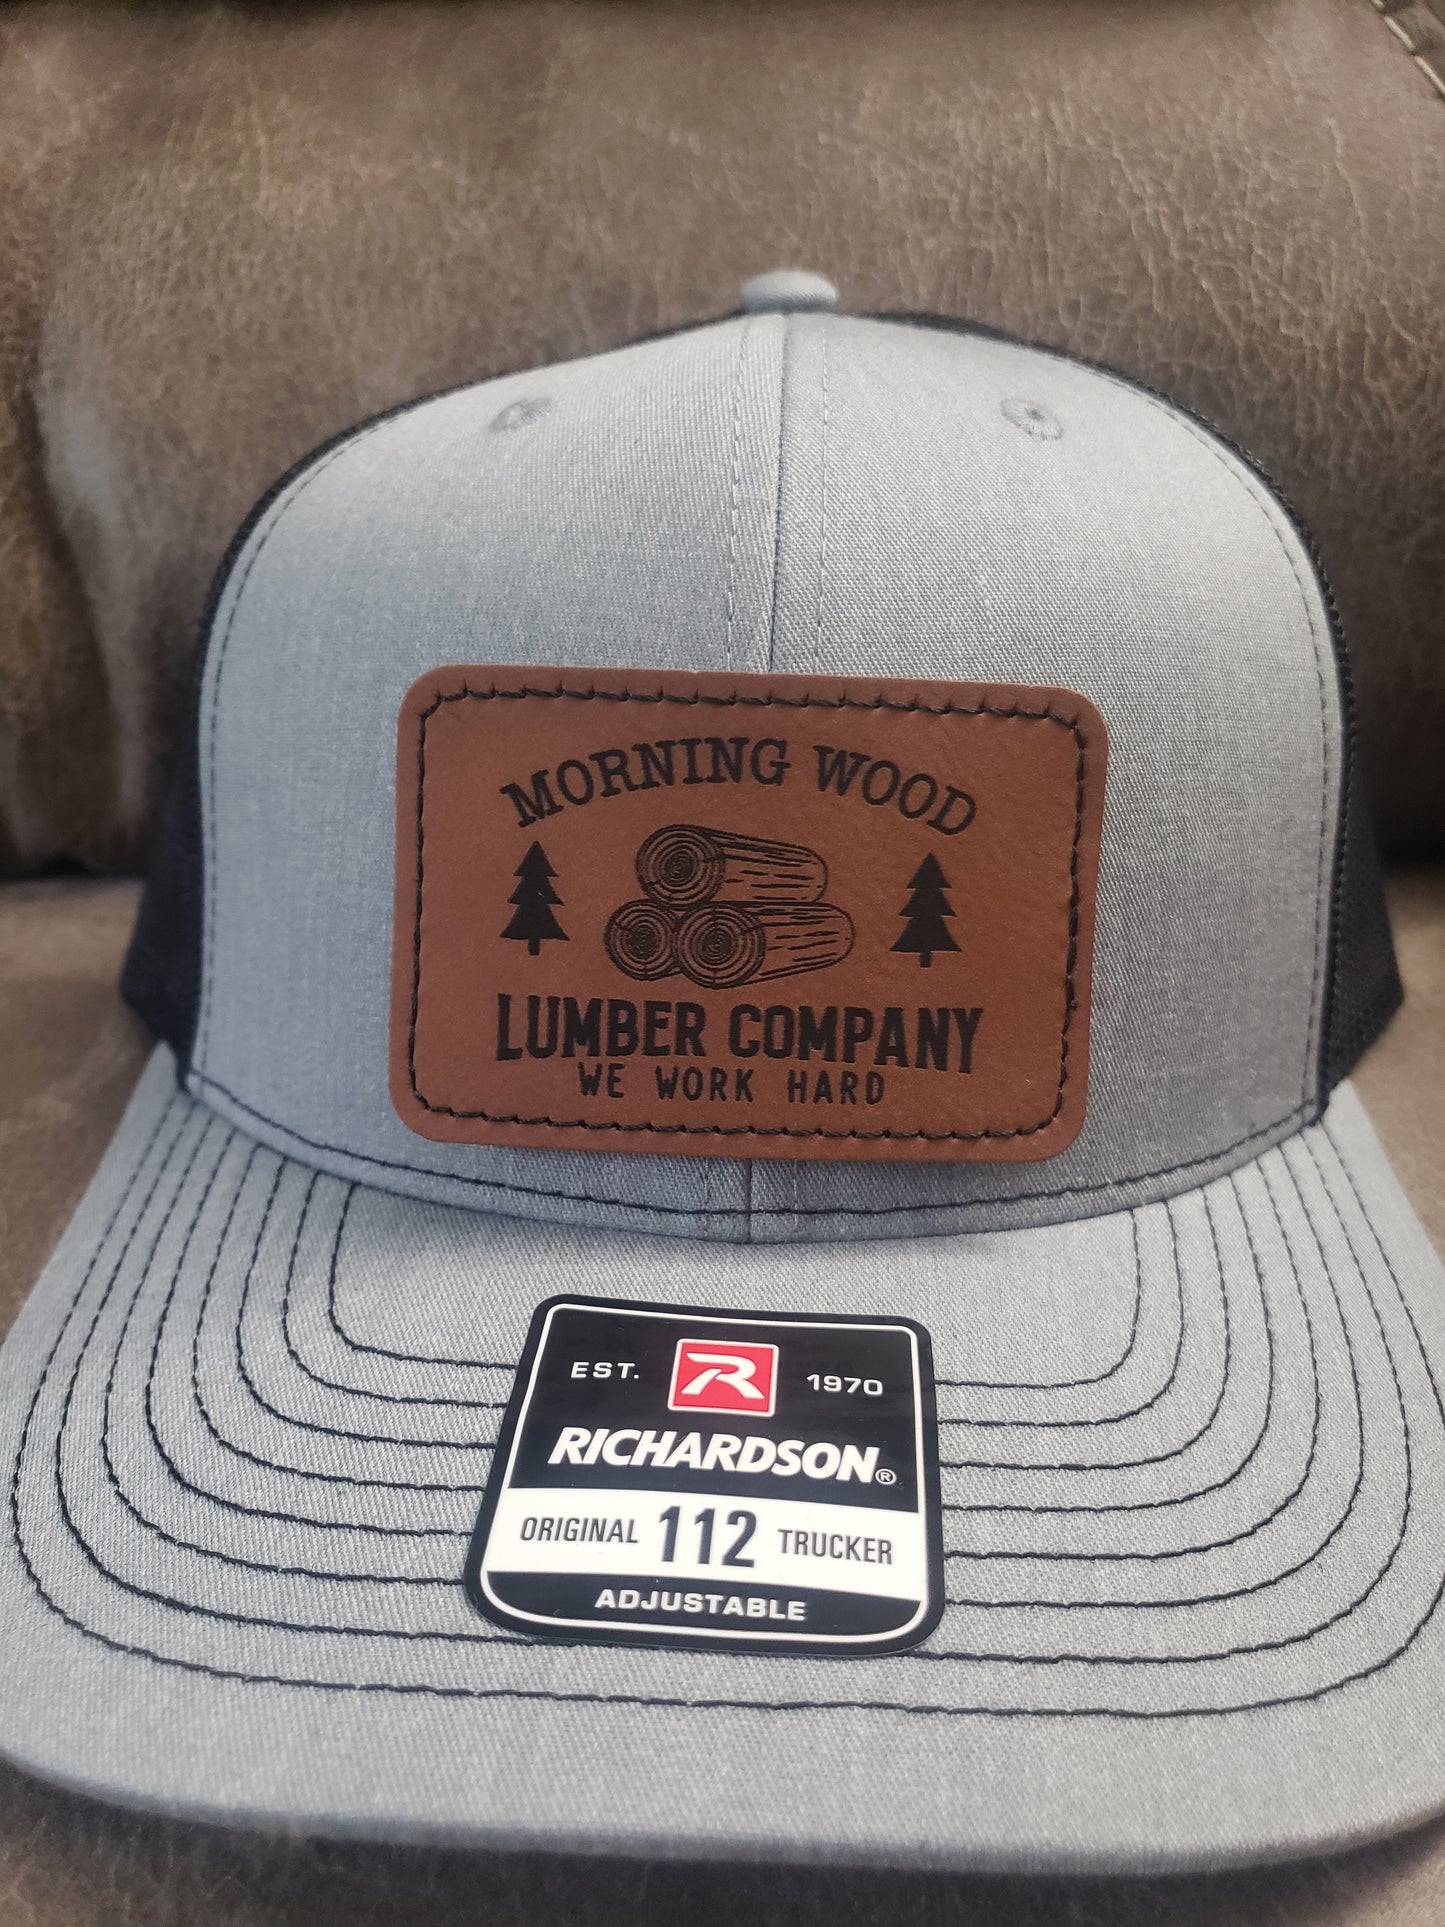 MORNING WOOD
LUMBER COMPANY
WE WORK HARD
EST. R 1970
RICHARDSON®
ORIGINAL 112 TRUCKER
ADJUSTABLE